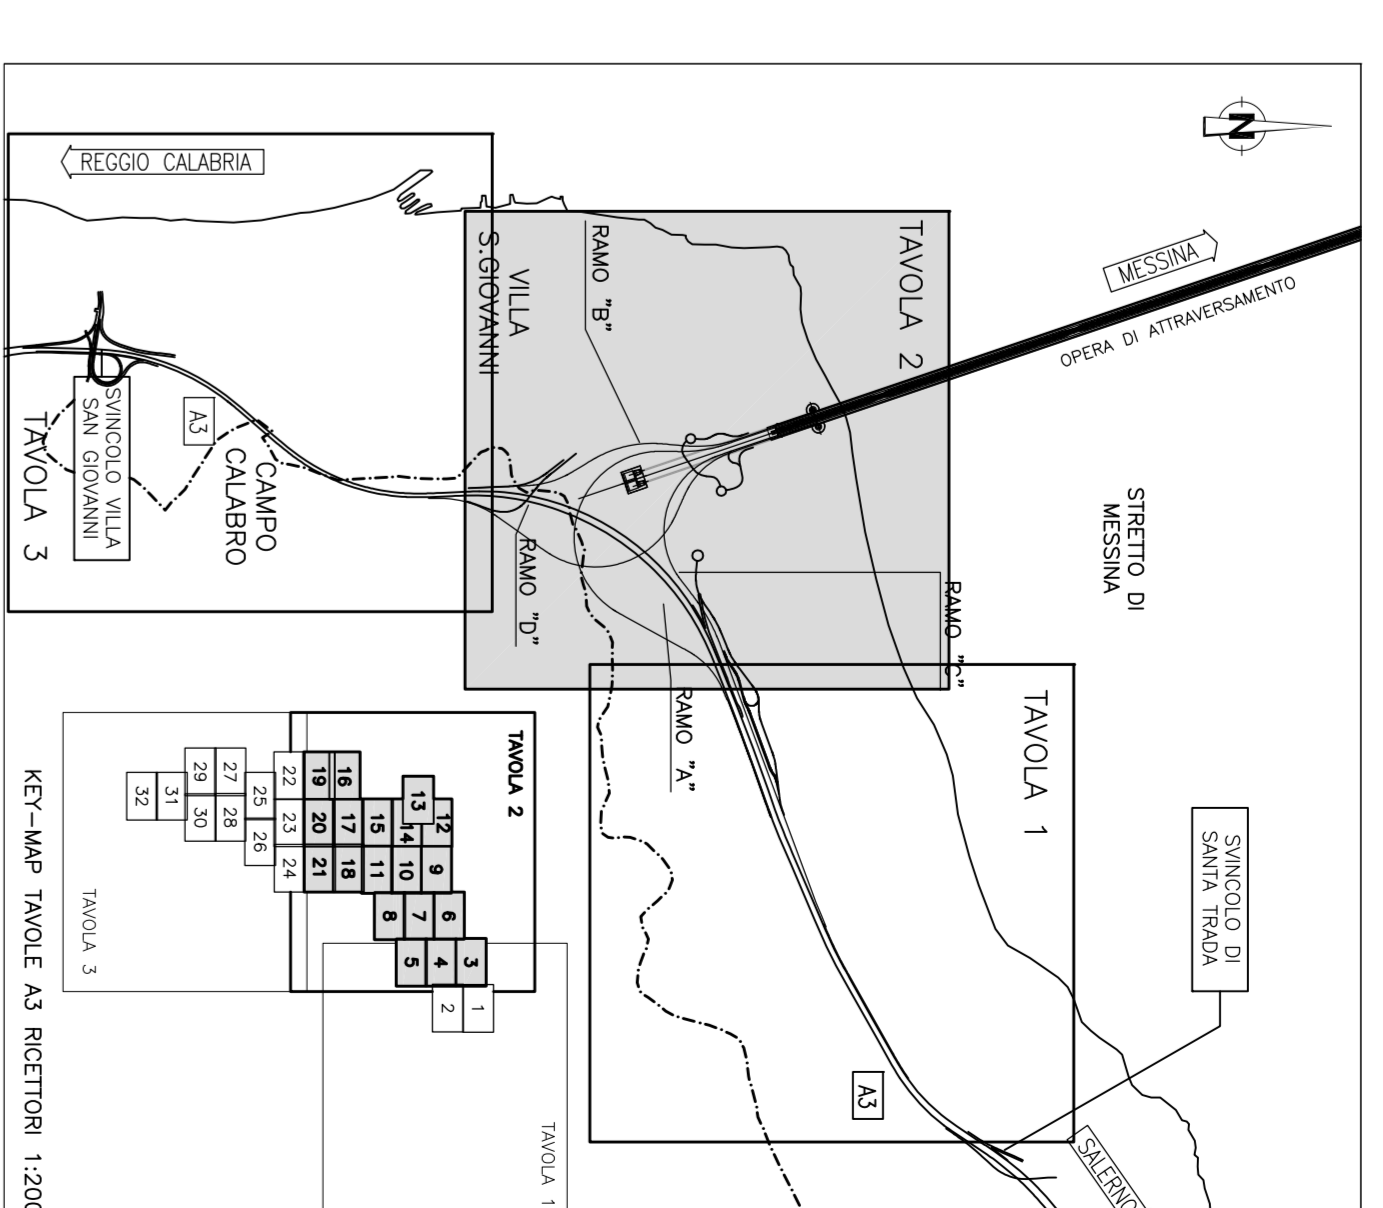 N
REGGIO CALABRIA
MESSINA
OPERA DI ATTRAVERSAMENTO
STRETTO DI
MESSINA
TAVOLA 2
RAMO "B"
VILLA
S.GIOVANNI
RAMO "D"
RAMO "C"
RAMO "A"
A3
CAMPO
CALABRO
SVINCOLO VILLA
SAN GIOVANNI
TAVOLA 3
TAVOLA 1
SVINCOLO DI
SANTA TRADA
A3
SALERNO
TAVOLA 2
1
2
3
4
5
6
7
8
9
10
11
12
13
14
15
16
17
18
19
20
21
22
23
24
25
26
27
28
29
30
31
32
TAVOLA 3
TAVOLA 1
KEY-MAP TAVOLE A3 RICETTORI 1:200